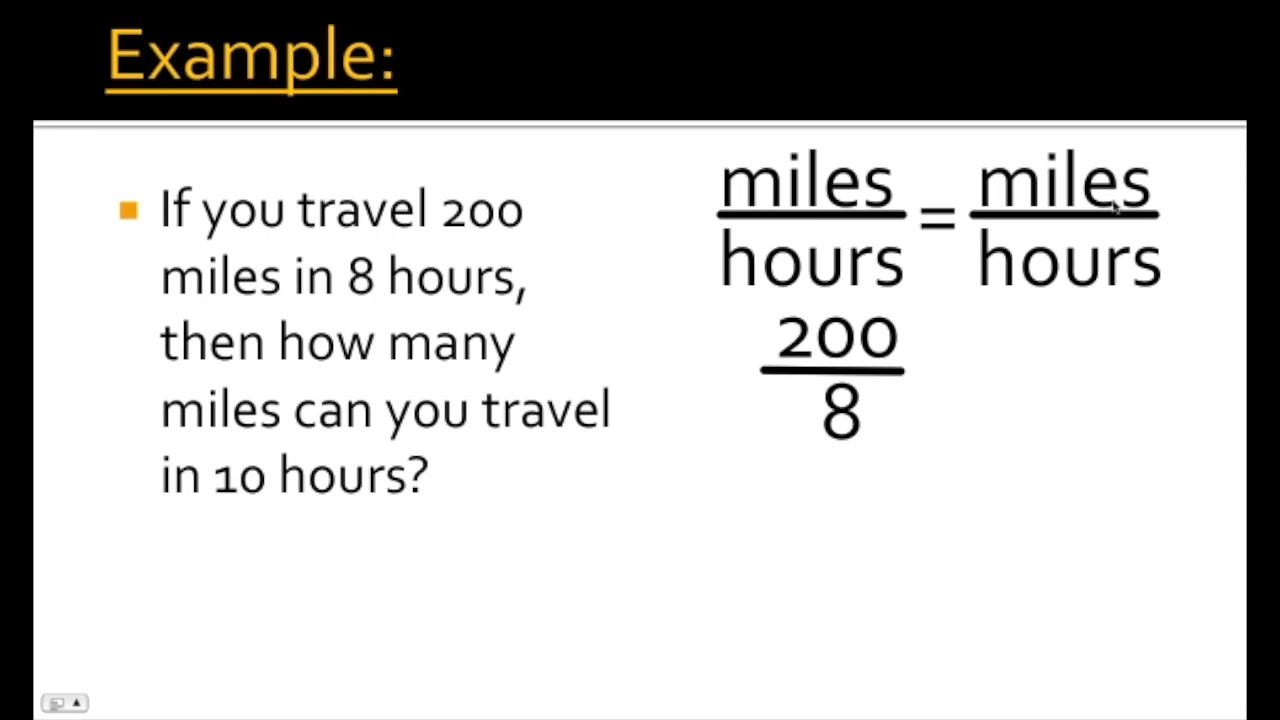 Example:
If you travel 200
miles in 8 hours,
then how many
miles can you travel
in 10 hours?
miles = miles
hours hours
200
8